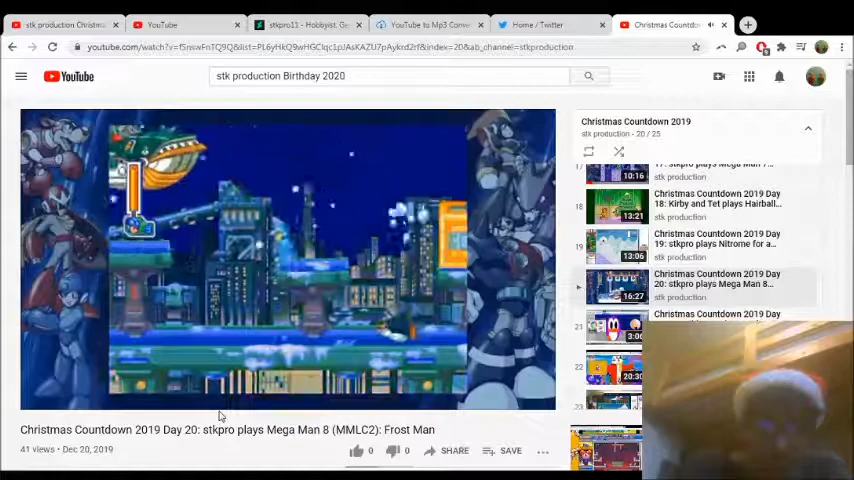 stk production Christm
YouTube
stkpro11 - Hobbyist, Ge
YouTube to Mp3 Conve
Home / Twitter
Christmas Countdo
youtube.com/watch?v=fSnswFnTQ9Q&list=PL6yHkQ9wHGCIqc1pJAsKAZU7pAykrd2rf&index=20&ab_channel=stkproduction
YouTube
stk production Birthday 2020
Christmas Countdown 2019
stk production - 20 / 25
17: stkpro plays Mega Man 7...
10:16
18
Christmas Countdown 2019 Day
18: Kirby and Tet plays Hairball...
stk production
13:21
19
Christmas Countdown 2019 Day
19: stkpro plays Nitrome for a...
stk production
13:06
Christmas Countdown 2019 Day
20: stkpro plays Mega Man 8...
stk production
16:27
21
Christmas Countdown 2019 Day
3:06
22
20:30
23
Christmas Countdown 2019 Day 20: stkpro plays Mega Man 8 (MMLC2): Frost Man
41 views • Dec 20, 2019
0
0
SHARE
SAVE